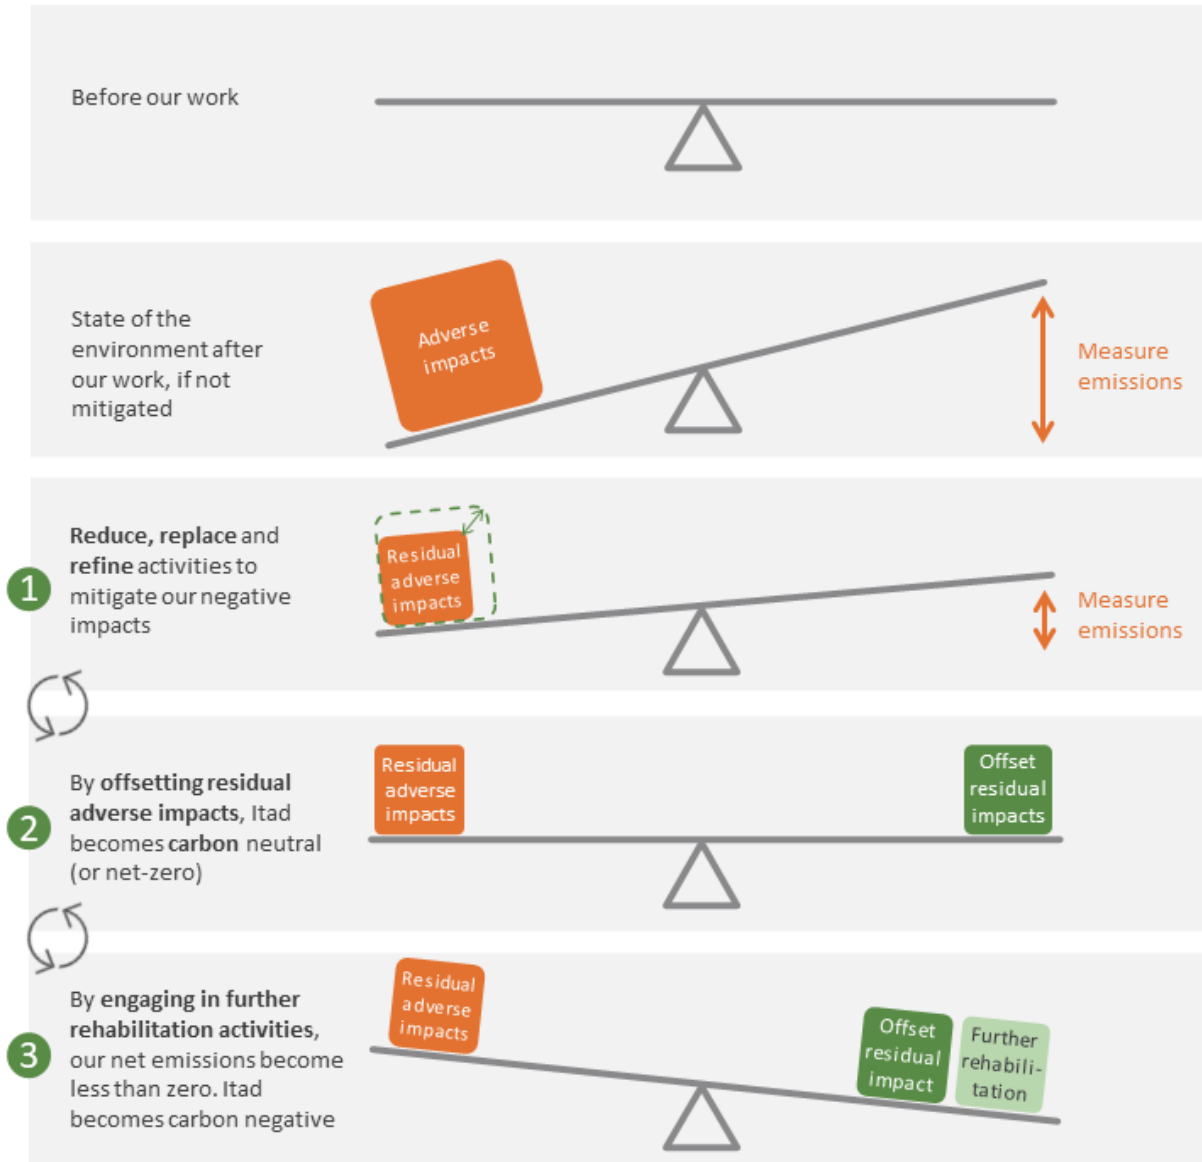 Before our work
State of the
environment after
our work, if not
mitigated
Adverse
impacts
Measure
emissions
1
Reduce, replace and
refine activities to
mitigate our negative
impacts
Residual
adverse
impacts
Measure
emissions
2
By offsetting residual
adverse impacts, Itad
becomes carbon neutral
(or net-zero)
Residual
adverse
impacts
Offset
residual
impacts
3
By engaging in further
rehabilitation activities,
our net emissions become
less than zero. Itad
becomes carbon negative
Residual
adverse
impacts
Offset
residual
impact
Further
rehabili-
tation